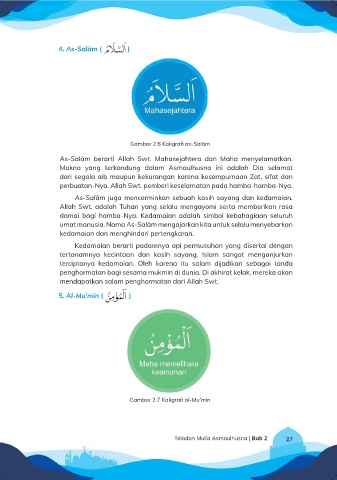 4. As-Salām ( اَلسَّلَامُ )
اَلسَّلَامُ
Mahasejahtera
Gambar 2.6 Kaligrafi as-Salām
As-Salām berarti Allah Swt. Mahasejahtera dan Maha menyelamatkan.
Makna yang terkandung dalam Asmaulhusna ini adalah Dia selamat
dari segala aib maupun kekurangan karena kesempurnaan Zat, sifat dan
perbuatan-Nya. Allah Swt. pemberi keselamatan pada hamba-hamba-Nya.
As-Salām juga mencerminkan sebuah kasih sayang dan kedamaian.
Allah Swt. adalah Tuhan yang selalu mengayomi serta memberikan rasa
damai bagi hamba-Nya. Kedamaian adalah simbol kebahagiaan seluruh
umat manusia. Nama As-Salām mengajarkan kita untuk selalu menyebarkan
kedamaian dan menghindari pertengkaran.
Kedamaian berarti padamnya api permusuhan yang disertai dengan
tertanamnya kecintaan dan kasih sayang. Islam sangat menganjurkan
terciptanya kedamaian. Oleh karena itu salam dijadikan sebagai tanda
penghormatan bagi sesama mukmin di dunia. Di akhirat kelak, mereka akan
mendapatkan salam penghormatan dari Allah Swt.
5. Al-Mu'min ( اَلْمُؤْمِنُ )
اَلْمُؤْمِنُ
Maha memelihara
keamanan
Gambar 2.7 Kaligrafi al-Mu'min
Teladan Mulia Asmaulhusna | Bab 2 27